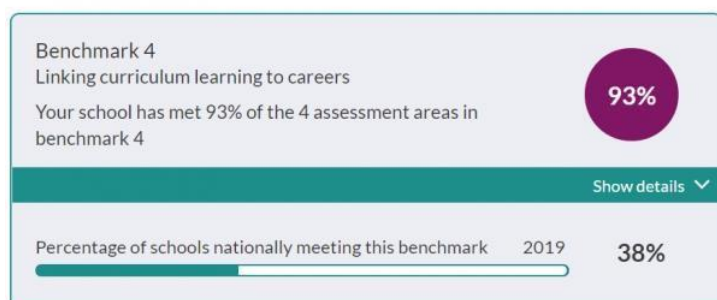 Benchmark 4
Linking curriculum learning to careers
Your school has met 93% of the 4 assessment areas in
benchmark 4
93%
Show details
Percentage of schools nationally meeting this benchmark 2019 38%